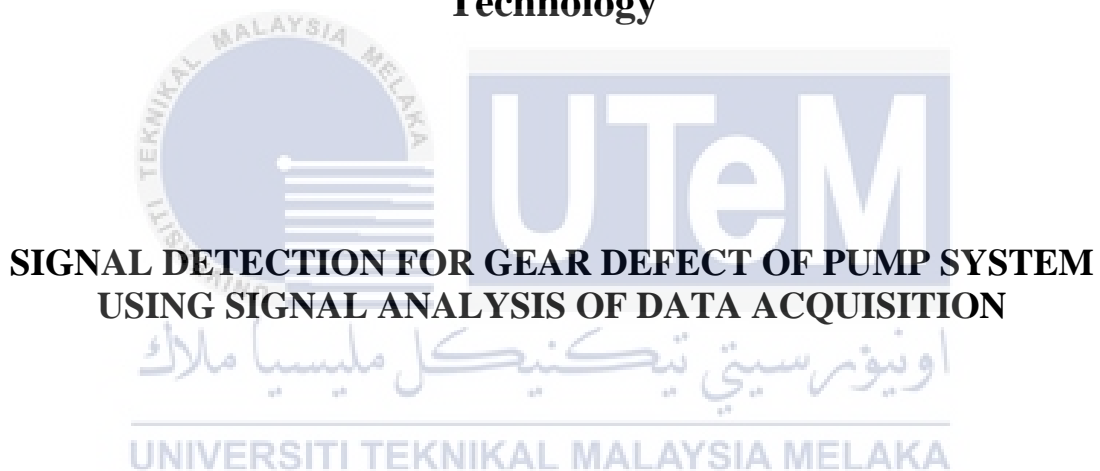 Technology
UNIVERSITI TEKNIKAL MALAYSIA MELAKA
UTeM
SIGNAL DETECTION FOR GEAR DEFECT OF PUMP SYSTEM
USING SIGNAL ANALYSIS OF DATA ACQUISITION
اونيۏرسيتي تيكنيكل مليسيا ملاك
UNIVERSITI TEKNIKAL MALAYSIA MELAKA